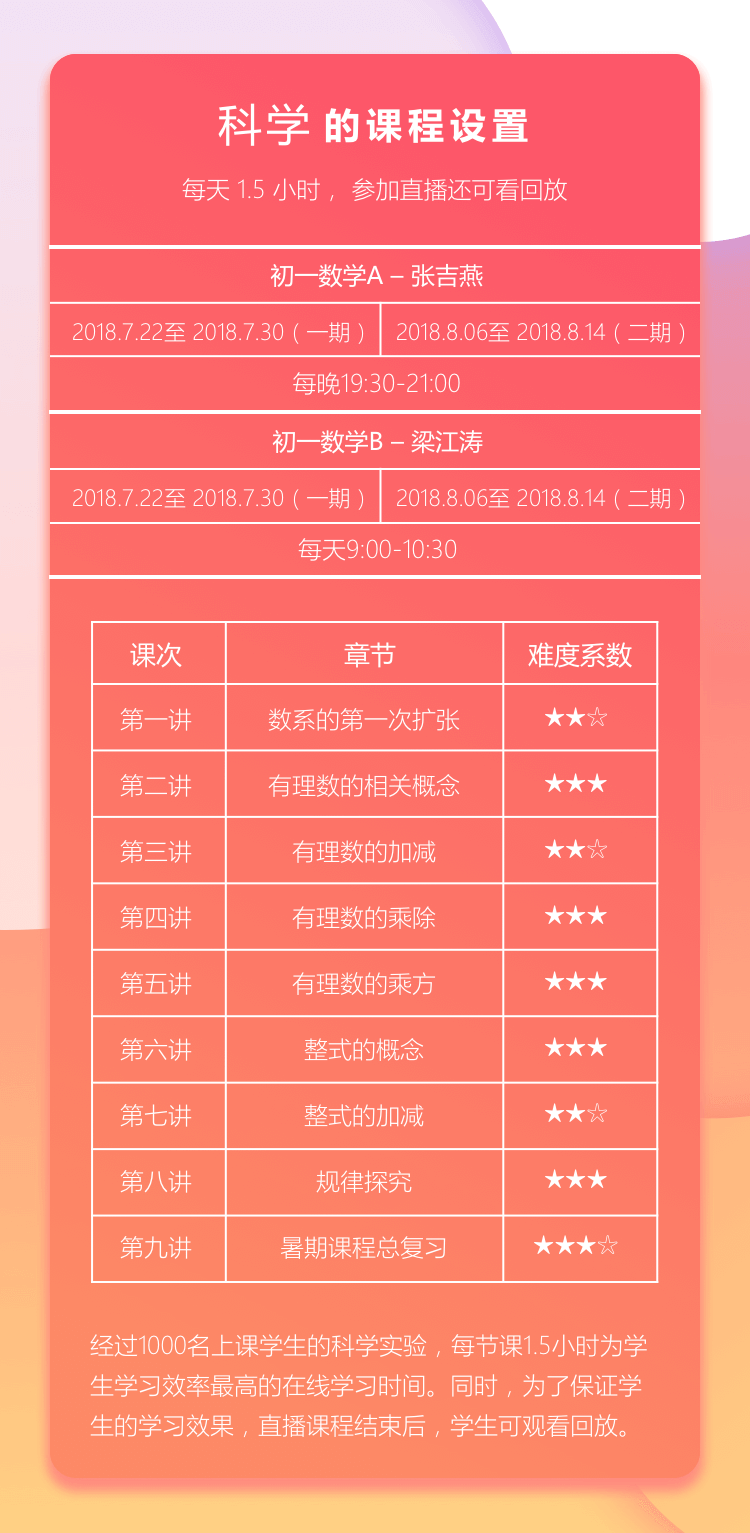 科学的课程设置
每天 1.5 小时， 参加直播还可看回放
初一数学A – 张吉燕
2018.7.22至 2018.7.30（一期） 2018.8.06至 2018.8.14（二期）
每晚19:30-21:00
初一数学B – 梁江涛
2018.7.22至 2018.7.30（一期） 2018.8.06至 2018.8.14（二期）
每天9:00-10:30
课次 章节 难度系数
第一讲 数系的第一次扩张 ★★☆
第二讲 有理数的相关概念 ★★★
第三讲 有理数的加减 ★★☆
第四讲 有理数的乘除 ★★★
第五讲 有理数的乘方 ★★★
第六讲 整式的概念 ★★★
第七讲 整式的加减 ★★☆
第八讲 规律探究 ★★★
第九讲 暑期课程总复习 ★★★☆
经过1000名上课学生的科学实验，每节课1.5小时为学
生学习效率最高的在线学习时间。同时，为了保证学
生的学习效果，直播课程结束后，学生可观看回放。